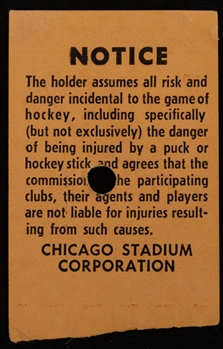 NOTICE
The holder assumes all risk and
danger incidental to the game of
hockey, including specifically
(but not exclusively) the danger
of being injured by a puck or
hockey stick and agrees that the
commission the participating
clubs, their agents and players
are not liable for injuries result-
ing from such causes.
CHICAGO STADIUM
CORPORATION